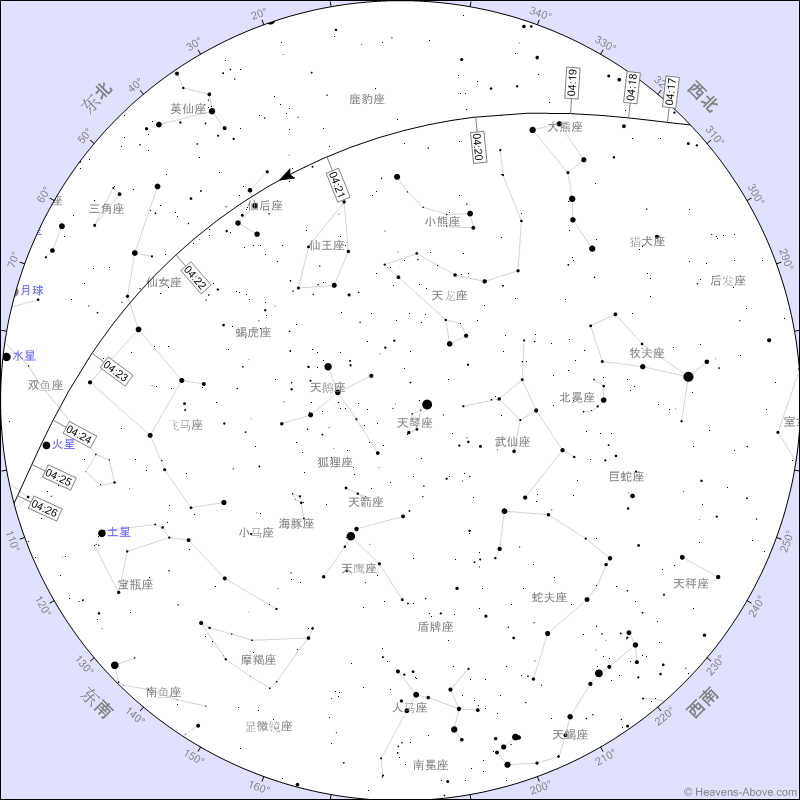 340°
20°
330°
30°
东北
40°
鹿豹座
04:19
04:18
04:17
西北
英仙座
50°
大熊座
310°
04:20
60°
三角座
04:21
300°
仙后座
小熊座
仙王座
猎犬座
290°
70°
仙女座
04:22
后发座
月球
天龙座
蝎虎座
水星
牧夫座
04:23
双鱼座
天鹅座
北冕座
飞马座
天琴座
室女
04:24
火星
武仙座
狐狸座
04:25
巨蛇座
天箭座
04:26
小马座
海豚座
土星
110°
250°
宝瓶座
天鹰座
天秤座
120°
蛇夫座
240°
盾牌座
130°
摩羯座
230°
东南
南鱼座
人马座
西南
140°
显微镜座
220°
天蝎座
150°
南冕座
210°
160°
200°
© Heavens-Above.com